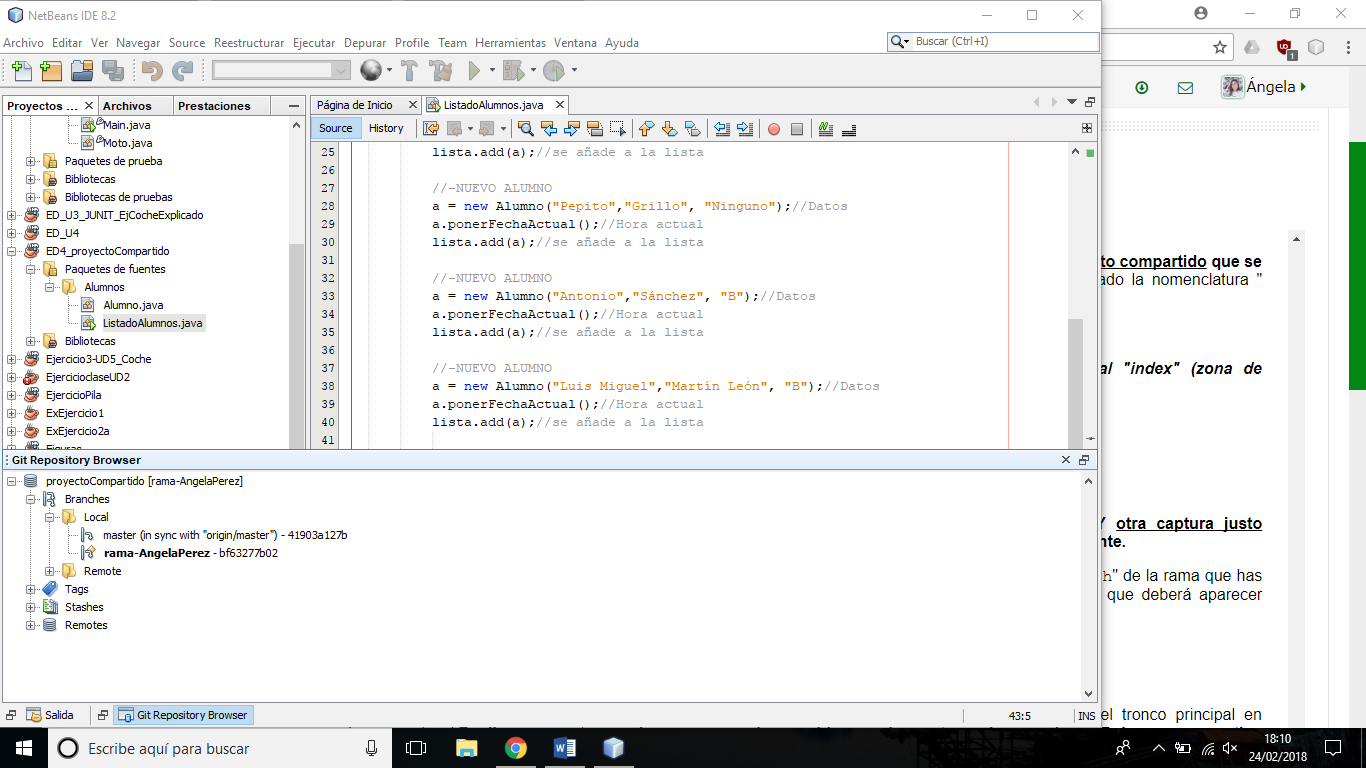 NetBeans IDE 8.2
Archivo Editar Ver Navegar Source Reestructurar Ejecutar Depurar Profile Team Herramientas Ventana Ayuda
Buscar (Ctrl+I)
1
Ángela
Proyectos ... Archivos Prestaciones
Página de Inicio ListadoAlumnos.java
Source History
Main.java
Moto.java
Paquetes de prueba
Bibliotecas
Bibliotecas de pruebas
ED_U3_JUNIT_EjCocheExplicado
ED_U4
ED4_proyectoCompartido
Paquetes de fuentes
Alumnos
Alumno.java
ListadoAlumnos.java
Bibliotecas
Ejercicio3-UD5_Coche
EjercicioclaseUD2
EjercicioPila
ExEjercicio1
ExEjercicio2a
Figuras
25 lista.add(a);//se añade a la lista
26
27 //-NUEVO ALUMNO
28 a = new Alumno("Pepito","Grillo", "Ninguno");//Datos
29 a.ponerFechaActual();//Hora actual
30 lista.add(a);//se añade a la lista
31
32 //-NUEVO ALUMNO
33 a = new Alumno("Antonio","Sánchez", "B");//Datos
34 a.ponerFechaActual();//Hora actual
35 lista.add(a);//se añade a la lista
36
37 //-NUEVO ALUMNO
38 a = new Alumno("Luis Miguel","Martín León", "B");//Datos
39 a.ponerFechaActual();//Hora actual
40 lista.add(a);//se añade a la lista
41
to compartido que se
ado la nomenclatura "
al "index" (zona de
otra captura justo
nte.
h" de la rama que has
que deberá aparecer
el tronco principal en
Git Repository Browser
proyectoCompartido [rama-AngelaPerez]
Branches
Local
master (in sync with "origin/master") - 41903a127b
rama-AngelaPerez - bf63277b02
Remote
Tags
Stashes
Remotes
Salida Git Repository Browser 43:5 INS
Escribe aquí para buscar
18:10
24/02/2018